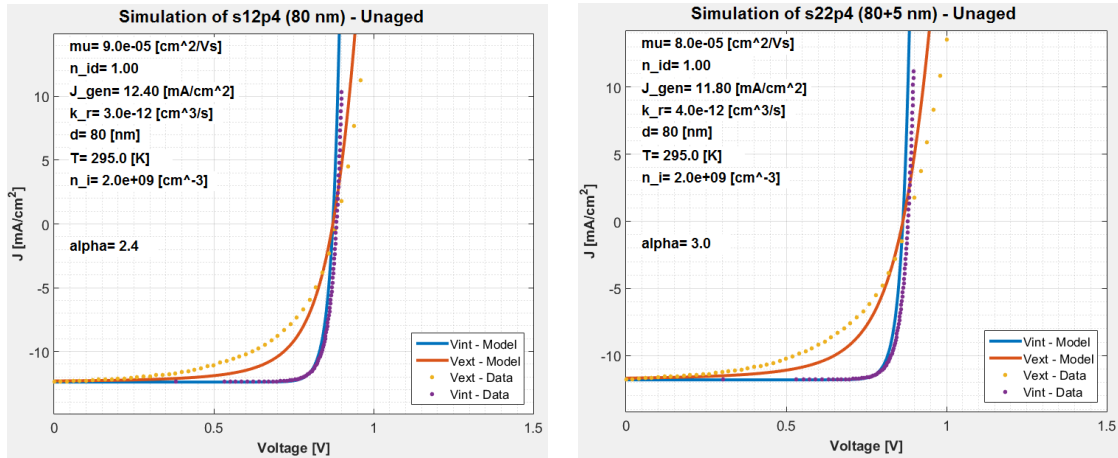 Simulation of s12p4 (80 nm) - Unaged
mu= 9.0e-05 [cm^2/Vs]
n_id= 1.00
J_gen= 12.40 [mA/cm^2]
k_r= 3.0e-12 [cm^3/s]
d= 80 [nm]
T= 295.0 [K]
n_i= 2.0e+09 [cm^-3]
alpha= 2.4
10
5
0
-5
-10
J [mA/cm²]
0
0.5
1
1.5
Voltage [V]
Vint - Model
Vext - Model
Vext - Data
Vint - Data
Simulation of s22p4 (80+5 nm) - Unaged
mu= 8.0e-05 [cm^2/Vs]
n_id= 1.00
J_gen= 11.80 [mA/cm^2]
k_r= 4.0e-12 [cm^3/s]
d= 80 [nm]
T= 295.0 [K]
n_i= 2.0e+09 [cm^-3]
alpha= 3.0
10
5
0
-5
-10
J [mA/cm²]
0
0.5
1
1.5
Voltage [V]
Vint - Model
Vext - Model
Vext - Data
Vint - Data